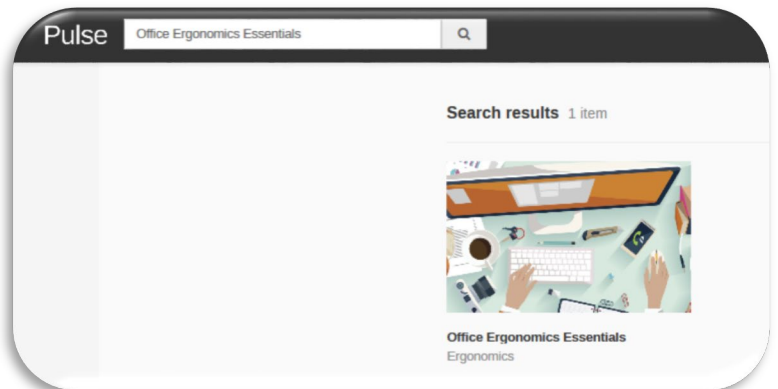 Pulse
Office Ergonomics Essentials
Search results 1 item
Office Ergonomics Essentials
Ergonomics